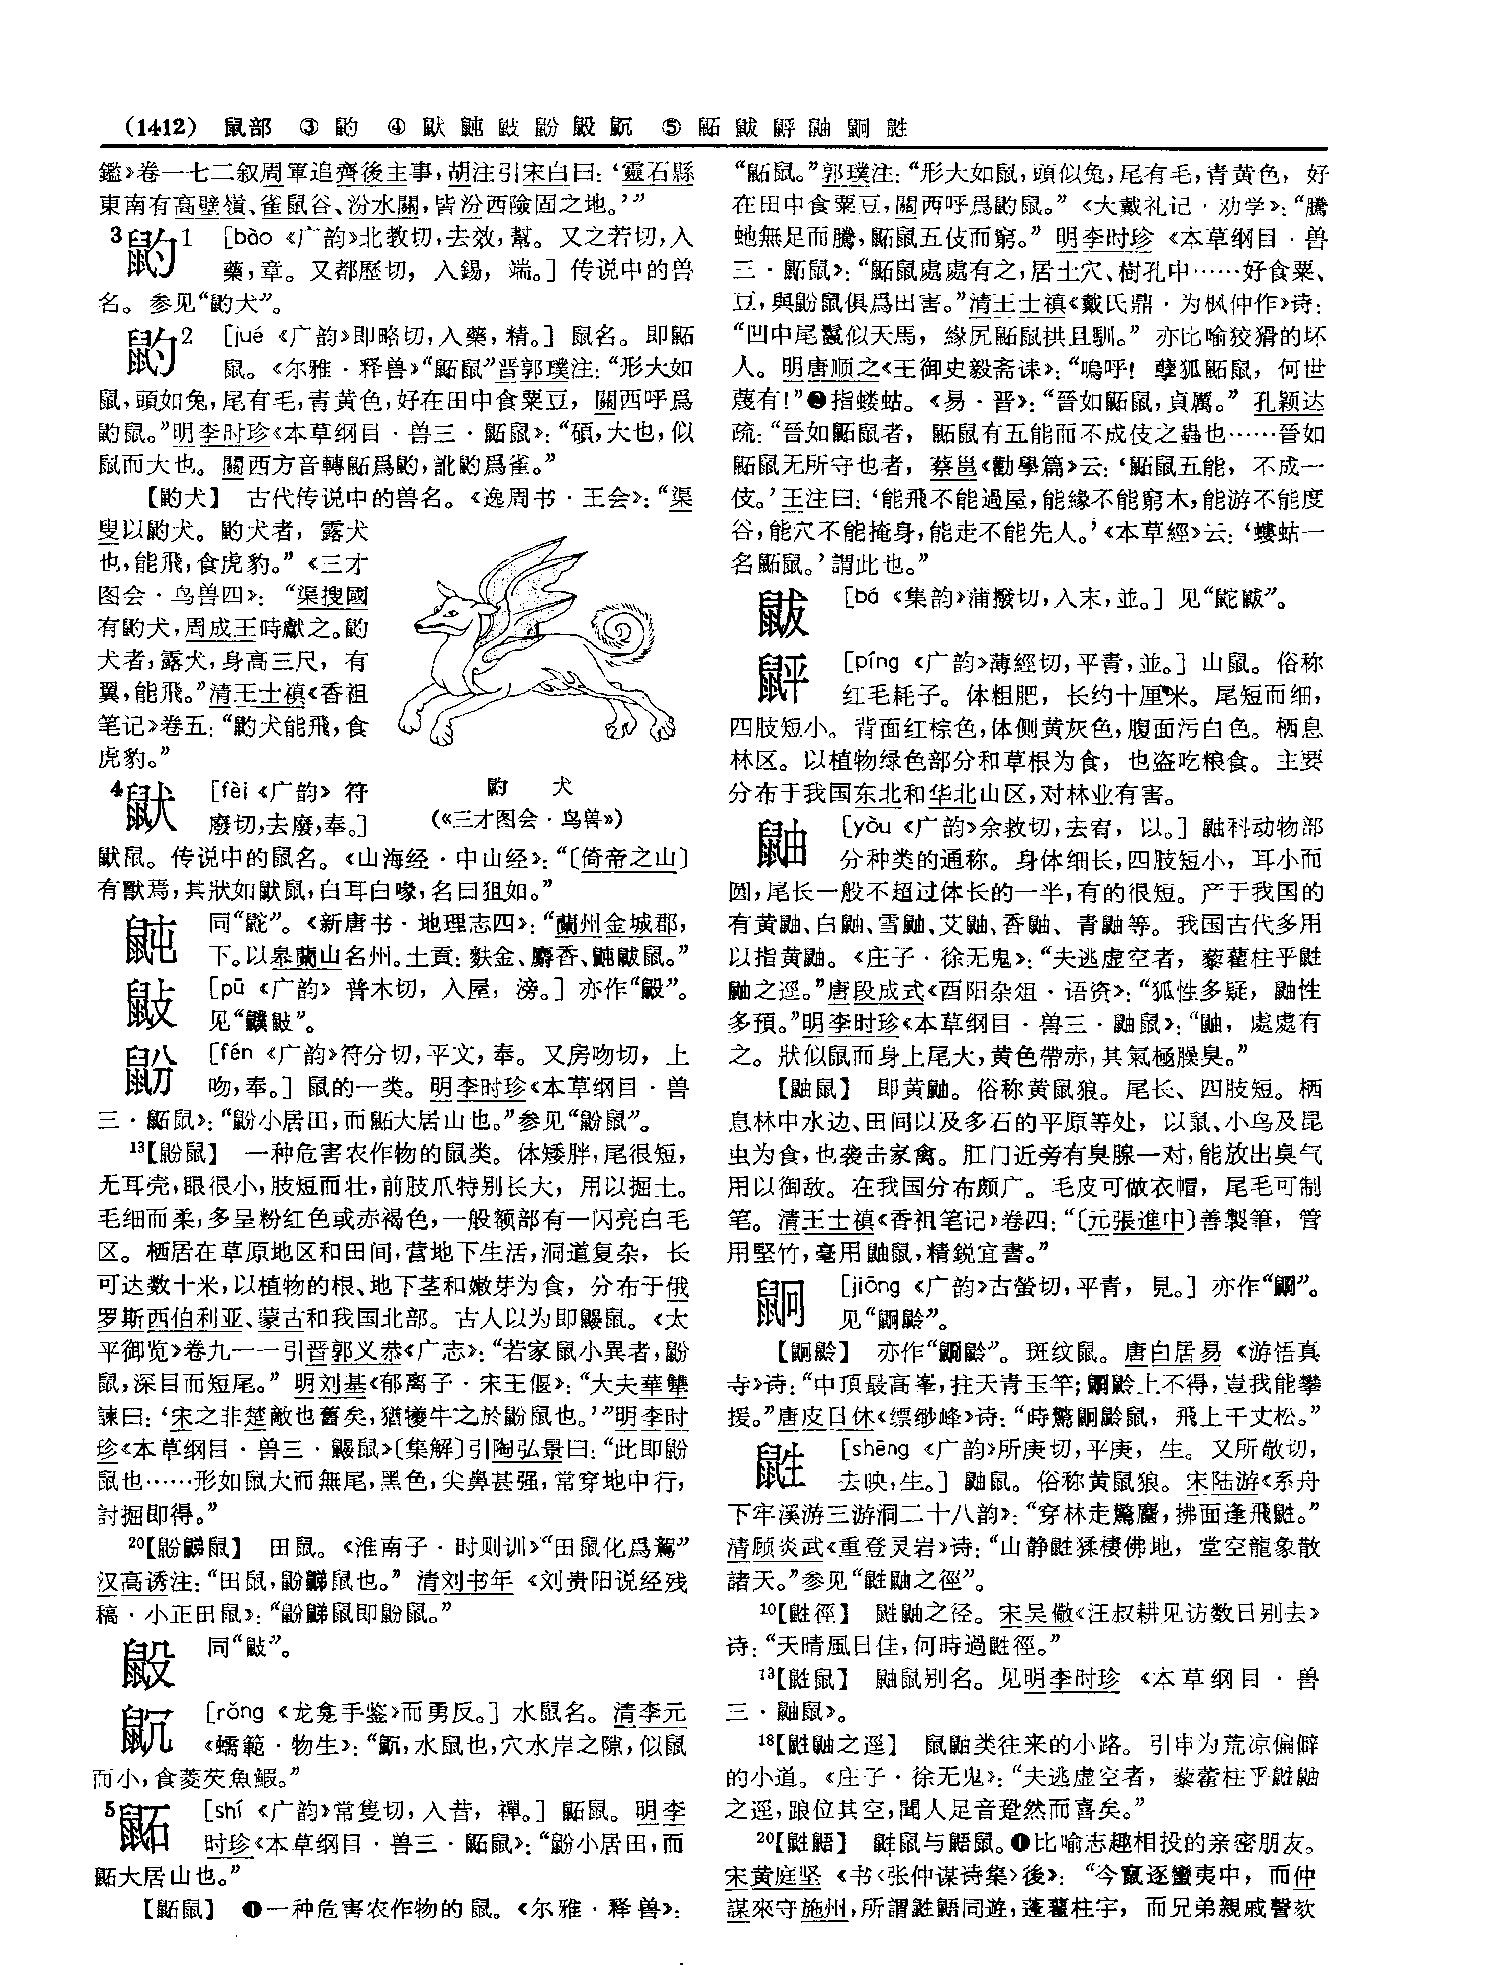 (1412) 鼠部 ③ 鼩 ④ 䶆 鼱 ⑤ 鼫 鼥 鼮 鼬 鼪
鑑》卷一七二叙周軍追齊後主事，胡注引宋白曰：‘靈石縣
東南有高壁嶺、雀鼠谷、汾水關，皆汾西險固之地。’”
3 鼩1 [bào《广韵》北教切，去效，幫。又之若切，入
藥，章。又都歷切，入錫，端。] 传说中的兽
名。参见“犬”。
2 [jué《广韵》即略切，入藥，精。] 鼠名。即鼫
鼠。《尔雅·释兽》“鼫鼠”晋郭璞注：“形大如
鼠，頭如兔，尾有毛，青黄色，好在田中食粟豆，關西呼爲
鼠。”明李时珍《本草纲目·兽三·鼫鼠》：“碩，大也，似
鼠而大也。關西方音轉鼫爲，訛爲雀。”
【犬】 古代传说中的兽名。《逸周书·王会》：“渠
叟以犬。犬者，露犬
也，能飛，食虎豹。”《三才
图会·鸟兽四》：“渠搜國
有犬，周成王時獻之。
犬者，露犬，身高三尺，有
翼，能飛。”清王士禛《香祖
笔记》卷五：“犬能飛，食
虎豹。”
犬
（《三才图会·鸟兽》）
4 [fèi《广韵》符
廢切，去廢，奉。]
鼠。传说中的鼠名。《山海经·中山经》：“〔倚帝之山〕
有獸焉，其狀如鼠，白耳白喙，名曰狙如。”
同“鼧”。《新唐书·地理志四》：“蘭州金城郡，
下。以皋蘭山名州。土貢：麸金、麝香、鼥鼠。”
[pū《广韵》普木切，入屋，滂。] 亦作“”。
见“”。
鼢 [fén《广韵》符分切，平文，奉。又房吻切，上
吻，奉。] 鼠的一类。明李时珍《本草纲目·兽
三·鼫鼠》：“鼢小居田，而鼫大居山也。”参见“鼢鼠”。
13【鼢鼠】 一种危害农作物的鼠类。体矮胖，尾很短，
无耳壳，眼很小，肢短而壮，前肢爪特别长大，用以掘土。
毛细而柔，多呈粉红色或赤褐色，一般额部有一闪亮白毛
区。栖居在草原地区和田间，营地下生活，洞道复杂，长
可达数十米，以植物的根、地下茎和嫩芽为食，分布于俄
罗斯西伯利亚、蒙古和我国北部。古人以为即鼹鼠。《太
平御览》卷九一一引晋郭义恭《广志》：“若家鼠小異者，鼢
鼠，深目而短尾。”明刘基《郁离子·宋王偃》：“大夫華犨
諫曰：‘宋之非楚敵也舊矣，猶犪牛之於鼢鼠也。’”明李时
珍《本草纲目·兽三·鼹鼠》〔集解〕引陶弘景曰：“此即鼢
鼠也……形如鼠大而無尾，黑色，尖鼻甚强，常穿地中行，
討掘即得。”
20【鼢鼠】 田鼠。《淮南子·时则训》“田鼠化爲鴽”
汉高诱注：“田鼠，鼢鼠也。”清刘书年《刘贵阳说经残
稿·小正田鼠》：“鼢鼠即鼢鼠。”
同“”。
[rǒng《龙龛手鉴》而勇反。] 水鼠名。清李元
《蠕範·物生》：“，水鼠也，穴水岸之隙，似鼠
而小，食菱芡魚鰕。”
5 鼫 [shí《广韵》常隻切，入昔，禪。] 鼫鼠。明李
时珍《本草纲目·兽三·鼫鼠》：“鼢小居田，而
鼫大居山也。”
【鼫鼠】 ❶一种危害农作物的鼠。《尔雅·释兽》：
“鼫鼠。”郭璞注：“形大如鼠，頭似兔，尾有毛，青黄色，好
在田中食粟豆，關西呼爲鼠。”《大戴礼记·劝学》：“騰
虵無足而騰，鼫鼠五伎而窮。”明李时珍《本草纲目·兽
三·鼫鼠》：“鼫鼠處處有之，居土穴、樹孔中……好食粟、
豆，與鼢鼠俱爲田害。”清王士禛《戴氏鼎·为枫仲作》诗：
“凹中尾鬣似天馬，緣尻鼫鼠拱且馴。”亦比喻狡猾的坏
人。明唐顺之《王御史毅斋诔》：“嗚呼！孽狐鼫鼠，何世
蔑有！”❷指蝼蛄。《易·晋》：“晉如鼫鼠，貞厲。”孔颖达
疏：“晉如鼫鼠者，鼫鼠有五能而不成伎之蟲也……晉如
鼫鼠无所守也者，蔡邕《勸學篇》云：‘鼫鼠五能，不成一
伎。’王注曰：‘能飛不能過屋，能緣不能窮木，能游不能度
谷，能穴不能掩身，能走不能先人。’《本草經》云：‘螻蛄一
名鼫鼠。’謂此也。”
鼥 [bá《集韵》蒲撥切，入末，並。] 见“鼧鼥”。
[píng《广韵》薄經切，平青，並。] 山鼠。俗称
红毛耗子。体粗肥，长约十厘米。尾短而细，
四肢短小。背面红棕色，体侧黄灰色，腹面污白色。栖息
林区。以植物绿色部分和草根为食，也盗吃粮食。主要
分布于我国东北和华北山区，对林业有害。
鼬 [yòu《广韵》余救切，去宥，以。] 鼬科动物部
分种类的通称。身体细长，四肢短小，耳小而
圆，尾长一般不超过体长的一半，有的很短。产于我国的
有黄鼬、白鼬、雪鼬、艾鼬、香鼬、青鼬等。我国古代多用
以指黄鼬。《庄子·徐无鬼》：“夫逃虚空者，藜藿柱乎鼪
鼬之逕。”唐段成式《酉阳杂俎·语资》：“狐性多疑，鼬性
多預。”明李时珍《本草纲目·兽三·鼬鼠》：“鼬，處處有
之。狀似鼠而身上尾大，黄色帶赤，其氣極臊臭。”
【鼬鼠】 即黄鼬。俗称黄鼠狼。尾长、四肢短。栖
息林中水边、田间以及多石的平原等处，以鼠、小鸟及昆
虫为食，也袭击家禽。肛门近旁有臭腺一对，能放出臭气
用以御敌。在我国分布颇广。毛皮可做衣帽，尾毛可制
笔。清王士禛《香祖笔记》卷四：“〔元張進中〕善製筆，管
用堅竹，毫用鼬鼠，精鋭宜書。”
[jiōng《广韵》古螢切，平青，見。] 亦作“”。
见“”。
【】 亦作“”。斑纹鼠。唐白居易《游悟真
寺》诗：“中頂最高峯，拄天青玉竿；上不得，豈我能攀
援。”唐皮日休《缥缈峰》诗：“時驚鼠，飛上千丈松。”
鼪 [shēng《广韵》所庚切，平庚，生。又所敬切，
去映，生。] 鼬鼠。俗称黄鼠狼。宋陆游《系舟
下牢溪游三游洞二十八韵》：“穿林走驚麏，拂面逢飛鼪。”
清顾炎武《重登灵岩》诗：“山静鼪猱棲佛地，堂空龍象散
諸天。”参见“鼪鼬之徑”。
10【鼪徑】 鼪鼬之径。宋吴儆《汪叔耕见访数日别去》
诗：“天晴風日佳，何時過鼪徑。”
13【鼪鼠】 鼬鼠别名。见明李时珍《本草纲目·兽
三·鼬鼠》。
18【鼪鼬之逕】 鼠鼬类往来的小路。引申为荒凉偏僻
的小道。《庄子·徐无鬼》：“夫逃虚空者，藜藋柱乎鼪鼬
之逕，踉位其空，聞人足音跫然而喜矣。”
20【鼪鼯】 鼪鼠与鼯鼠。❶比喻志趣相投的亲密朋友。
宋黄庭坚《书〈张仲谋诗集〉後》：“今竄逐蠻夷中，而仲
謀來守施州，所謂鼪鼯同遊，蓬藋柱宇，而兄弟親戚謦欬